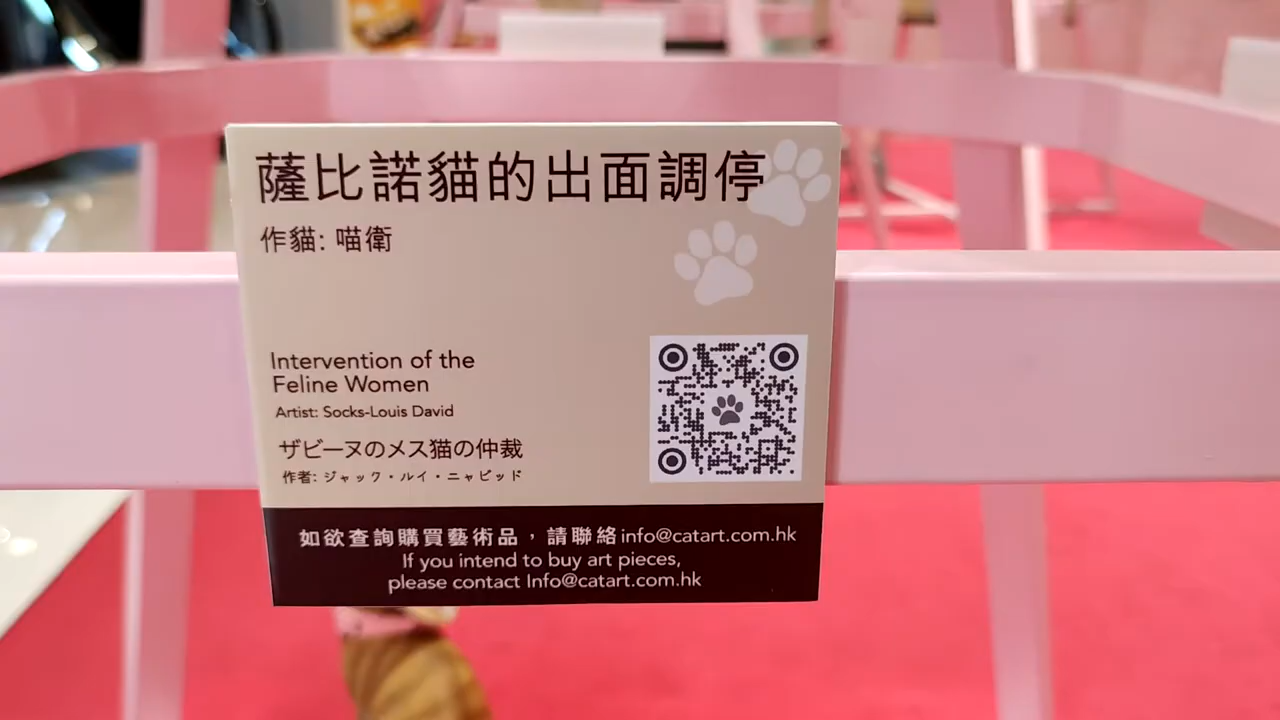 薩比諾貓的出面調停
作貓: 喵衛
Intervention of the
Feline Women
Artist: Socks-Louis David
ザビーヌのメス猫の仲裁
作者: ジャック・ルイ・ニャビッド
如欲查詢購買藝術品，請聯絡info@catart.com.hk
If you intend to buy art pieces,
please contact Info@catart.com.hk